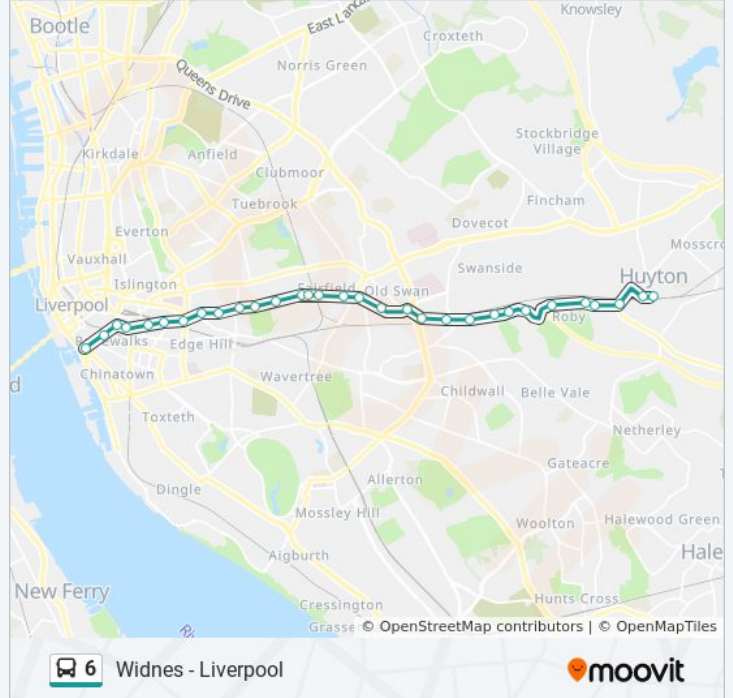 Knowsley
Bootle
East Lanca
Croxteth
Norris Green
Queens Drive
Stockbridge
Village
Kirkdale
Anfield
Clubmoor
Tuebrook
Fincham
Everton
Dovecot
Mosscro
Vauxhall
Swanside
Huyton
Islington
Fairfield
Old Swan
Liverpool
Roby
Edge Hill
Chinatown
Wavertree
Childwall
Belle Vale
Toxteth
Netherley
Gateacre
Allerton
Dingle
Mossley Hill
Woolton
Halewood Green
Aigburth
Hale
New Ferry
Hunts Cross
Cressington
Grasse
© OpenStreetMap contributors | © OpenMapTiles
6 Widnes - Liverpool
moovit